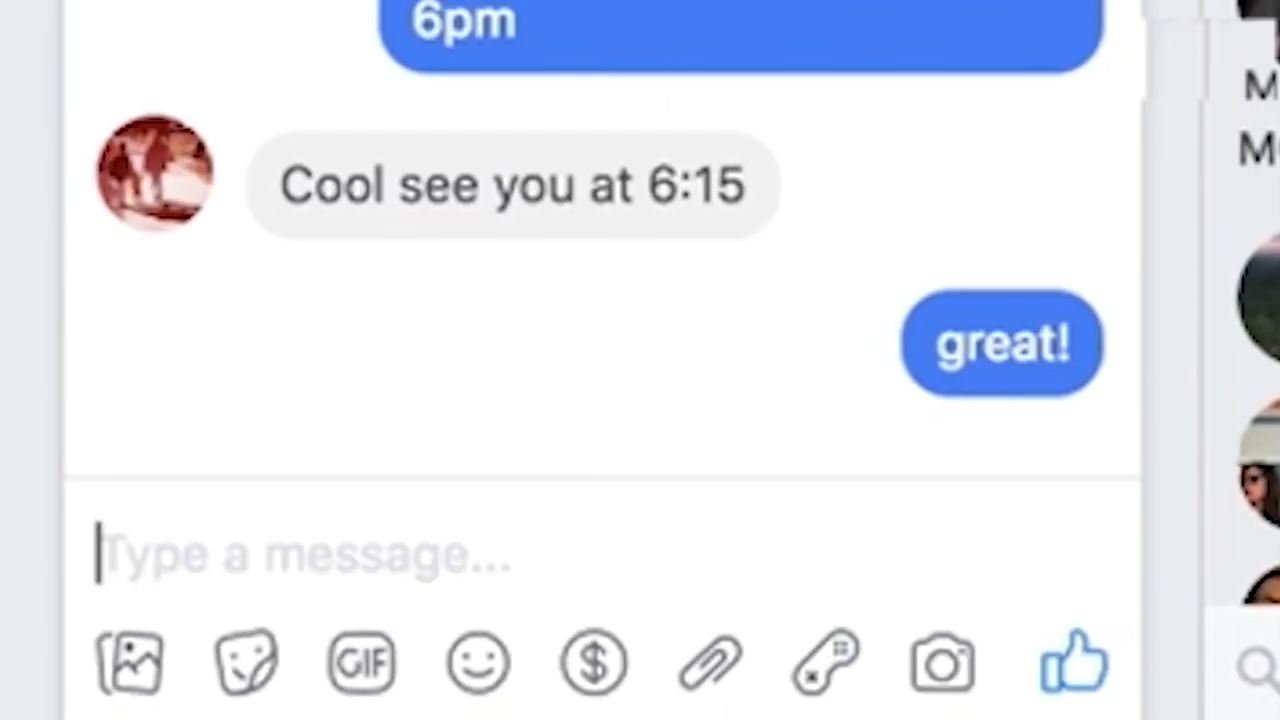 6pm
Cool see you at 6:15
great!
Type a message...
GIF